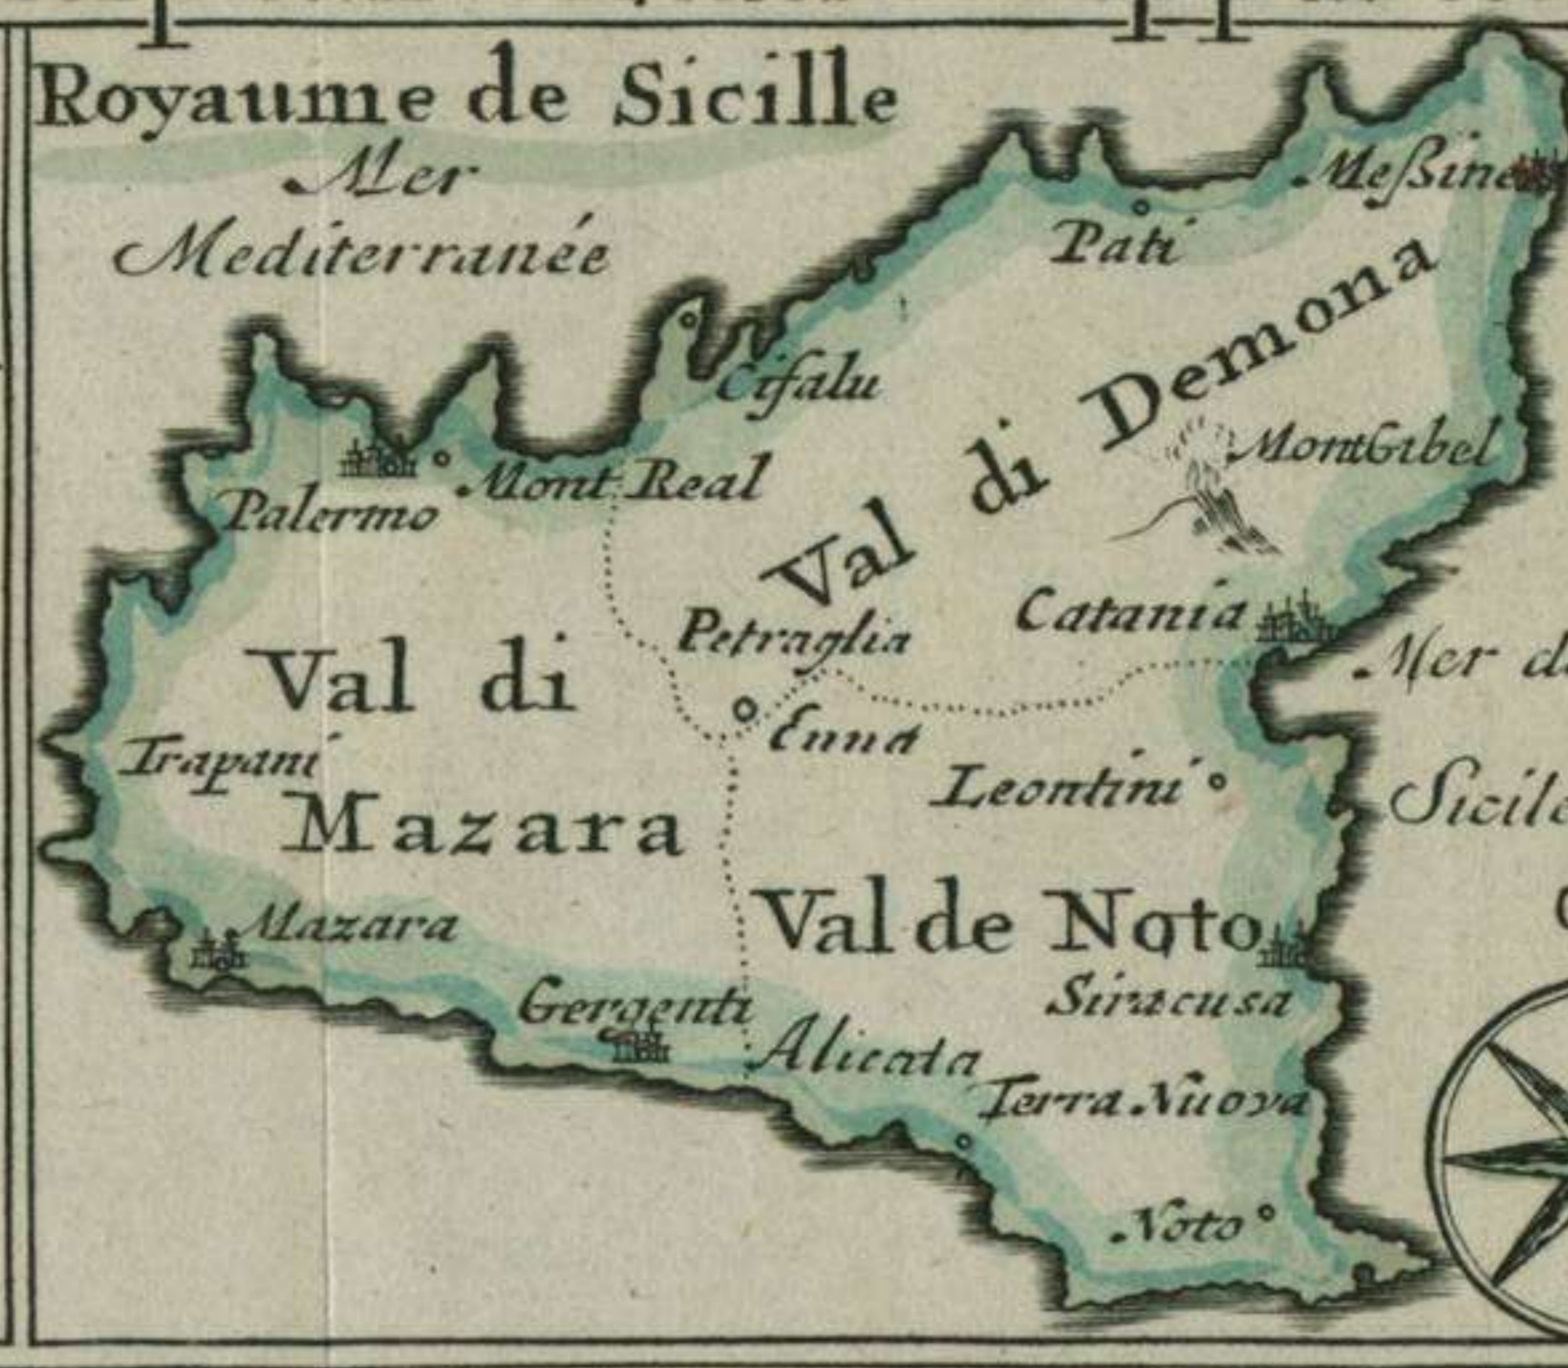 Royaume de Sicille
Mer
Mediterranée
Meßine
Pati
Val di Demona
Cifalu
MontGibel
Mont Real
Palermo
Catania
Petraglia
Val di
Mazara
Mer d
Enna
Trapani
Leontini
Sicile
Val de Noto
Mazara
Siracusa
Gergenti
Alicata
Terra Nuova
Noto